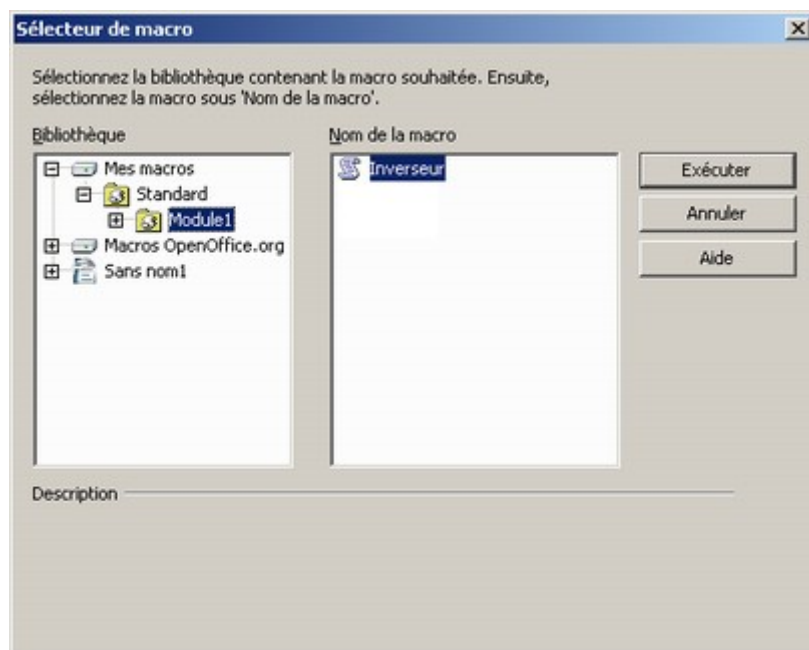 Sélecteur de macro
Sélectionnez la bibliothèque contenant la macro souhaitée. Ensuite,
sélectionnez la macro sous 'Nom de la macro'.
Bibliothèque
Mes macros
Standard
Module1
Macros OpenOffice.org
Sans nom1
Nom de la macro
Inverseur
Exécuter
Annuler
Aide
Description